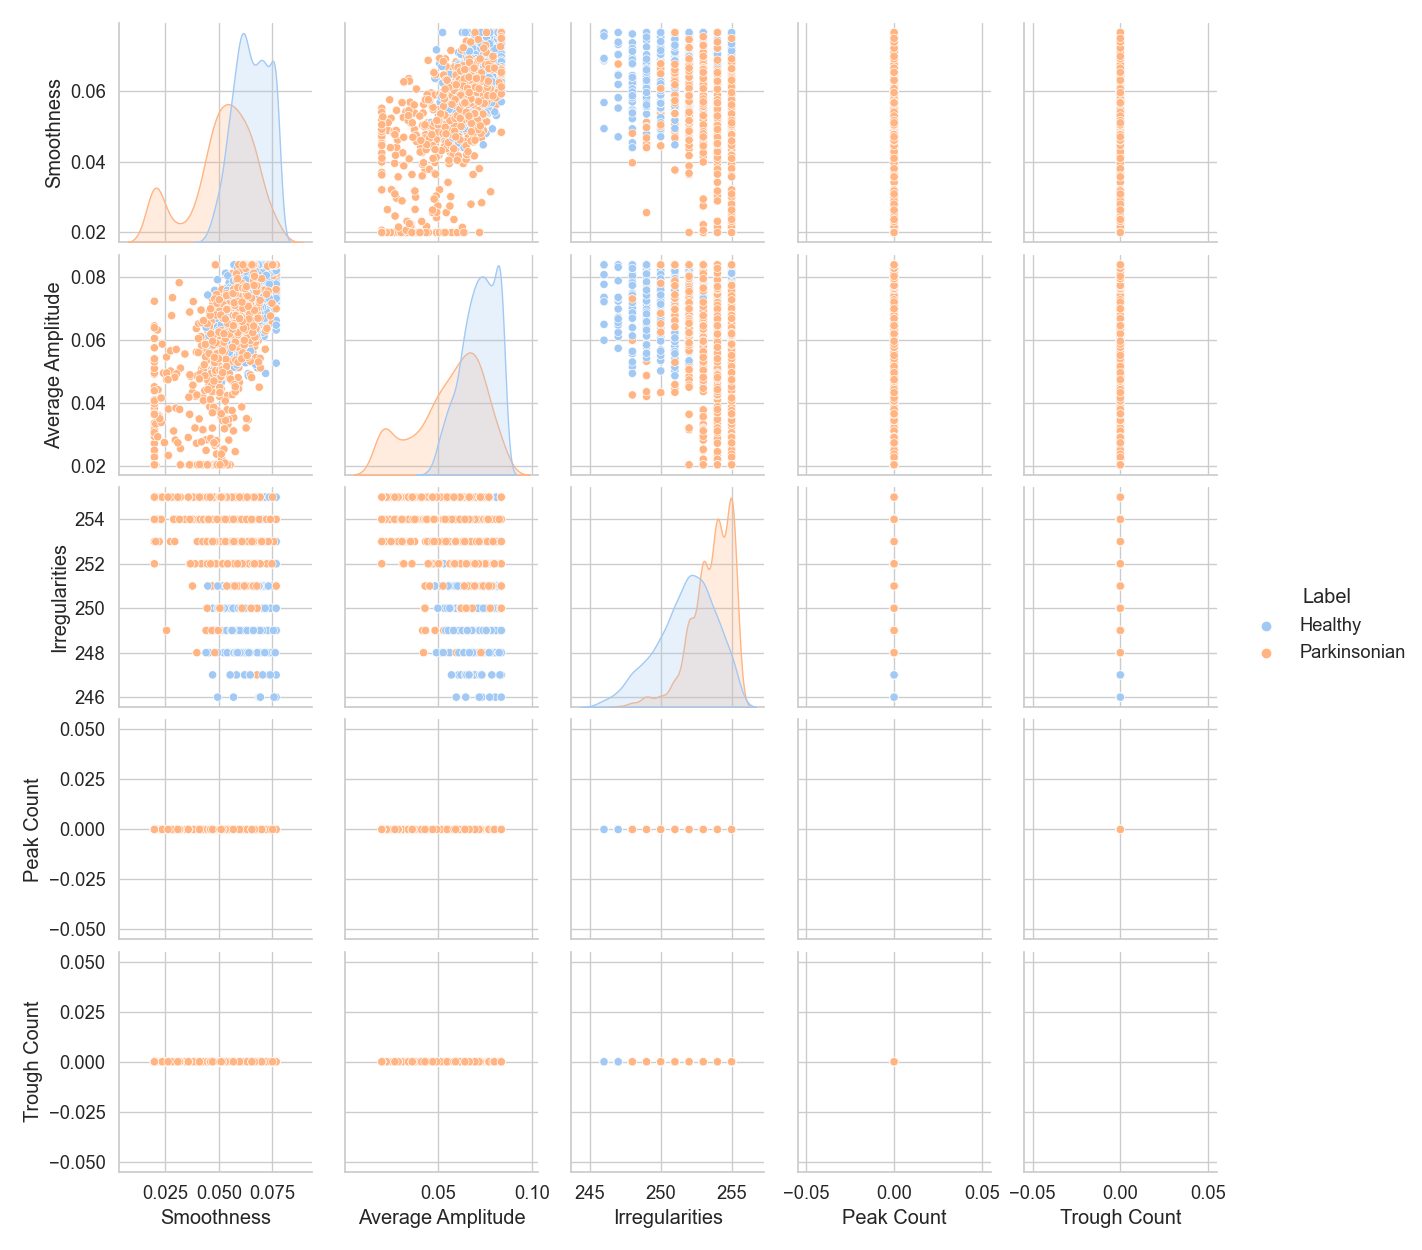 Smoothness
0.06
0.04
0.02
Average Amplitude
0.08
0.06
0.04
0.02
Irregularities
254
252
250
248
246
Label
Healthy
Parkinsonian
Peak Count
0.050
0.025
0.000
−0.025
−0.050
Trough Count
0.050
0.025
0.000
−0.025
−0.050
0.025 0.050 0.075
0.05 0.10
245 250 255
−0.05 0.00 0.05
−0.05 0.00 0.05
Smoothness
Average Amplitude
Irregularities
Peak Count
Trough Count